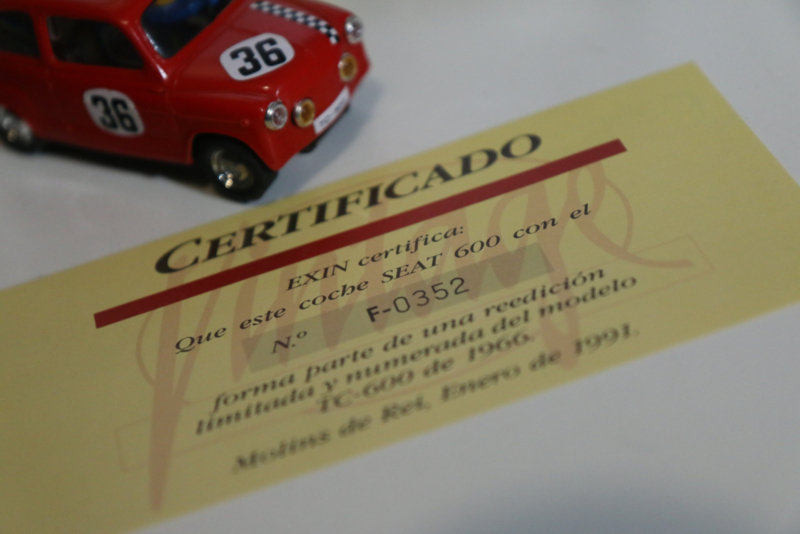 36
36
CERTIFICADO
Vintage
EXIN certifica:
Que este coche SEAT 600 con el
N.º F-0352
forma parte de una reedición
limitada y numerada del modelo
TC-600 de 1966.
Molins de Rei, Enero de 1991.